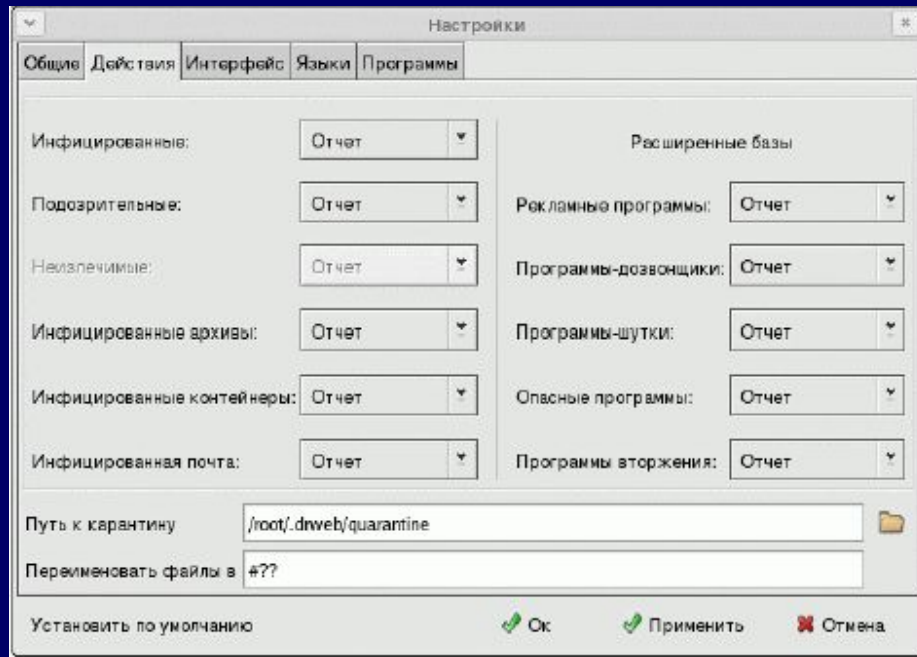 Настройки
Общие Действия Интерфейс Языки Программы
Инфицированные: Отчет
Подозрительные: Отчет
Неизлечимые: Отчет
Инфицированные архивы: Отчет
Инфицированные контейнеры: Отчет
Инфицированная почта: Отчет
Расширенные базы
Рекламные программы: Отчет
Программы-дозвонщики: Отчет
Программы-шутки: Отчет
Опасные программы: Отчет
Программы вторжения: Отчет
Путь к карантину /root/.drweb/quarantine
Переименовать файлы в #??
Установить по умолчанию Ок Применить Отмена